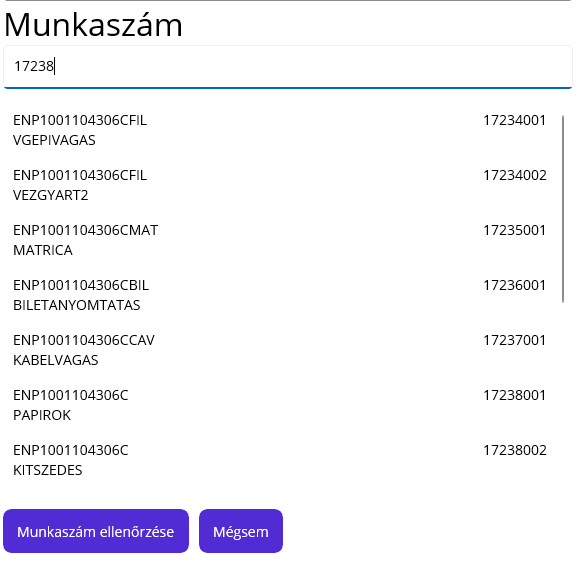 Munkaszám
17238
ENP1001104306CFIL 17234001
VGEPIVAGAS
ENP1001104306CFIL 17234002
VEZGYART2
ENP1001104306CMAT 17235001
MATRICA
ENP1001104306CBIL 17236001
BILETANYOMTATAS
ENP1001104306CCAV 17237001
KABELVAGAS
ENP1001104306C 17238001
PAPIROK
ENP1001104306C 17238002
KITSZEDES
Munkaszám ellenőrzése Mégsem